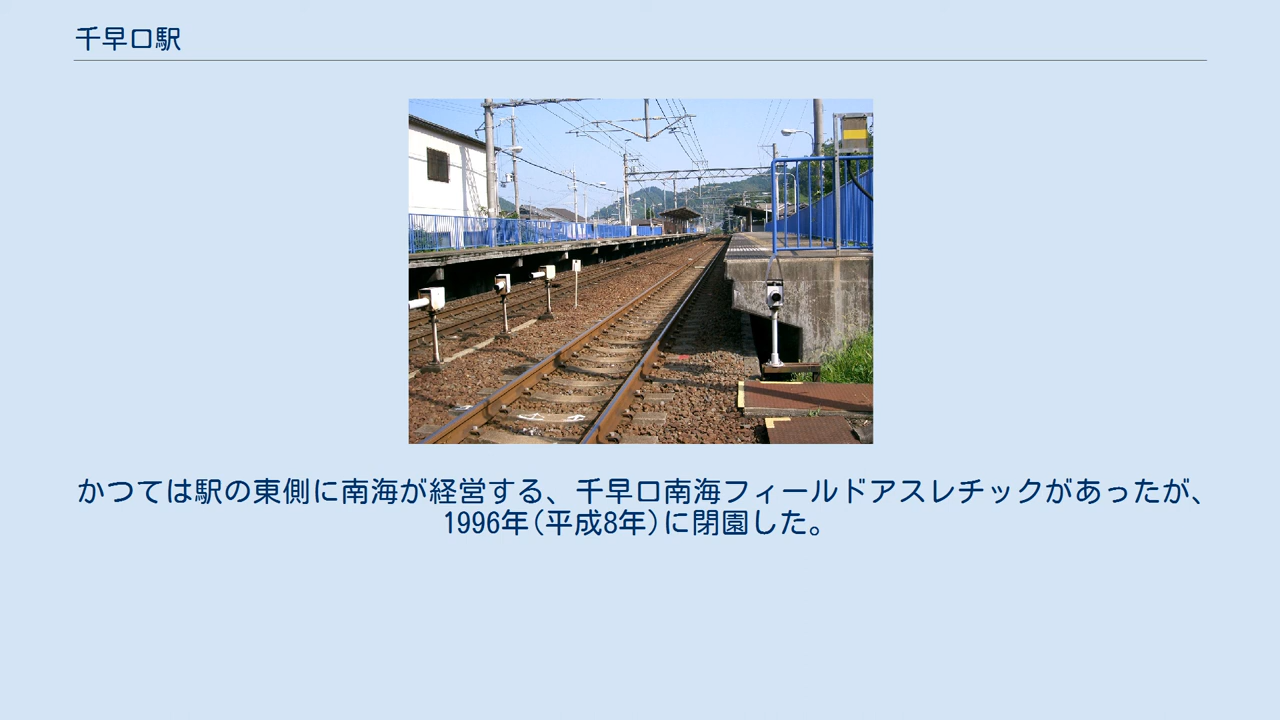 千早口駅
かつては駅の東側に南海が経営する、千早口南海フィールドアスレチックがあったが、
1996年(平成8年)に閉園した。